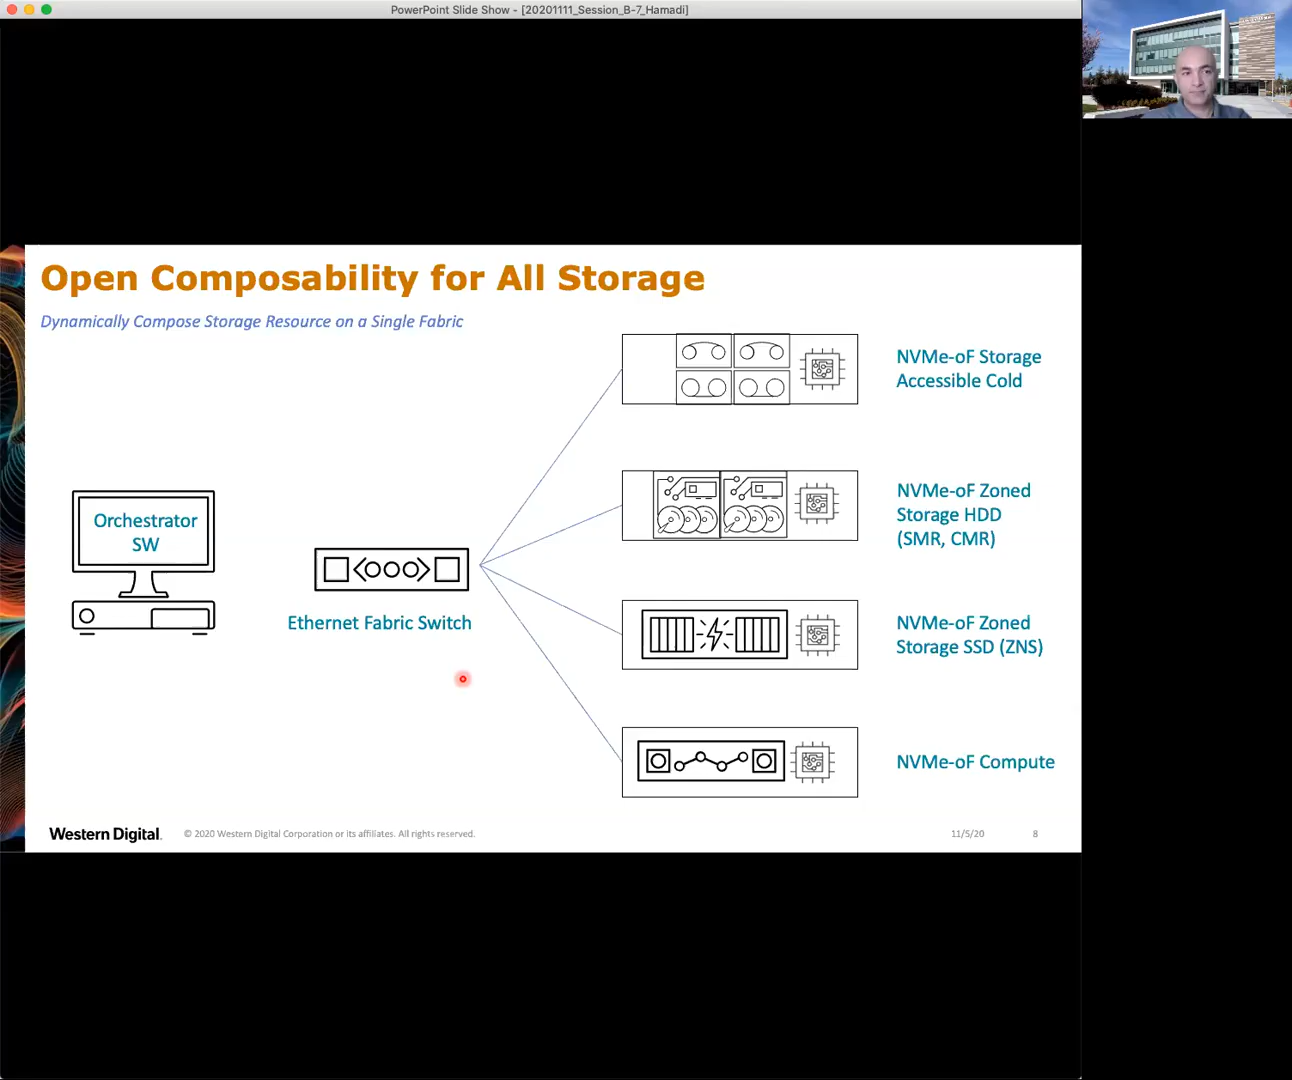 PowerPoint Slide Show - [20201111_Session_B-7_Hamadi]
Open Composability for All Storage
Dynamically Compose Storage Resource on a Single Fabric
NVMe-oF Storage
Accessible Cold
NVMe-oF Zoned
Storage HDD
(SMR, CMR)
Orchestrator
SW
Ethernet Fabric Switch
NVMe-oF Zoned
Storage SSD (ZNS)
NVMe-oF Compute
Western Digital.
© 2020 Western Digital Corporation or its affiliates. All rights reserved.
11/5/20
8